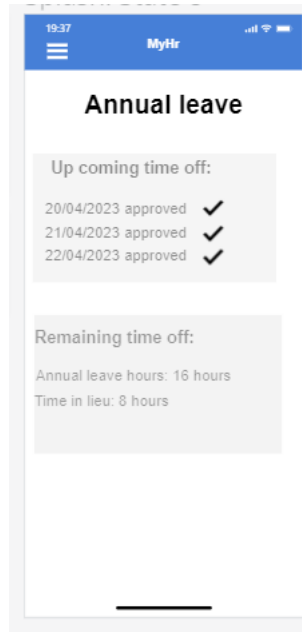 19:37
MyHr
Annual leave
Up coming time off:
20/04/2023 approved
21/04/2023 approved
22/04/2023 approved
Remaining time off:
Annual leave hours: 16 hours
Time in lieu: 8 hours